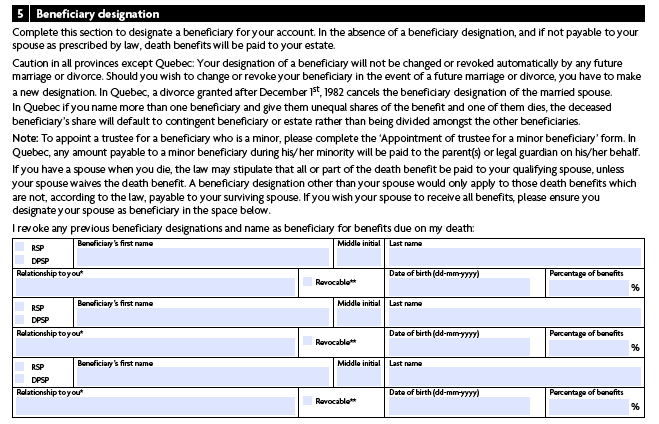 5 Beneficiary designation
Complete this section to designate a beneficiary for your account. In the absence of a beneficiary designation, and if not payable to your
spouse as prescribed by law, death benefits will be paid to your estate.
Caution in all provinces except Quebec: Your designation of a beneficiary will not be changed or revoked automatically by any future
marriage or divorce. Should you wish to change or revoke your beneficiary in the event of a future marriage or divorce, you have to make
a new designation. In Quebec, a divorce granted after December 1st, 1982 cancels the beneficiary designation of the married spouse.
In Quebec if you name more than one beneficiary and give them unequal shares of the benefit and one of them dies, the deceased
beneficiary's share will default to contingent beneficiary or estate rather than being divided amongst the other beneficiaries.
Note: To appoint a trustee for a beneficiary who is a minor, please complete the 'Appointment of trustee for a minor beneficiary' form. In
Quebec, any amount payable to a minor beneficiary during his/her minority will be paid to the parent(s) or legal guardian on his/her behalf.
If you have a spouse when you die, the law may stipulate that all or part of the death benefit be paid to your qualifying spouse, unless
your spouse waives the death benefit. A beneficiary designation other than your spouse would only apply to those death benefits which
are not, according to the law, payable to your surviving spouse. If you wish your spouse to receive all benefits, please ensure you
designate your spouse as beneficiary in the space below.
I revoke any previous beneficiary designations and name as beneficiary for benefits due on my death:
RSP Beneficiary's first name Middle initial Last name
DPSP
Relationship to you* Revocable** Date of birth (dd-mm-yyyy) Percentage of benefits
%
RSP Beneficiary's first name Middle initial Last name
DPSP
Relationship to you* Revocable** Date of birth (dd-mm-yyyy) Percentage of benefits
%
RSP Beneficiary's first name Middle initial Last name
DPSP
Relationship to you* Revocable** Date of birth (dd-mm-yyyy) Percentage of benefits
%